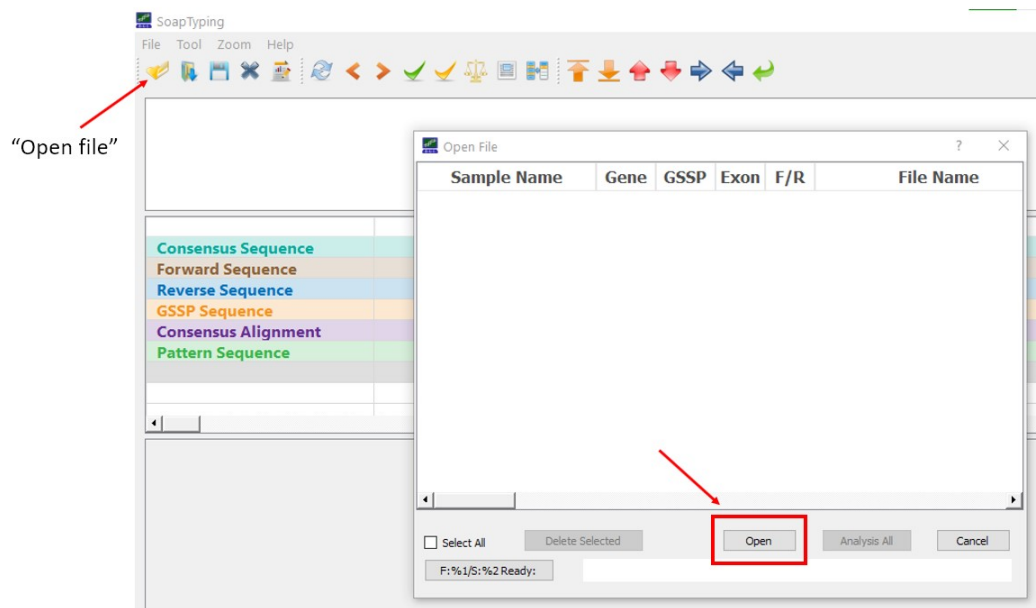 SoapTyping
File Tool Zoom Help
“Open file”
Open File
Sample Name Gene GSSP Exon F/R File Name
Consensus Sequence
Forward Sequence
Reverse Sequence
GSSP Sequence
Consensus Alignment
Pattern Sequence
Select All Delete Selected Open Analysis All Cancel
F:%1/S:%2 Ready: